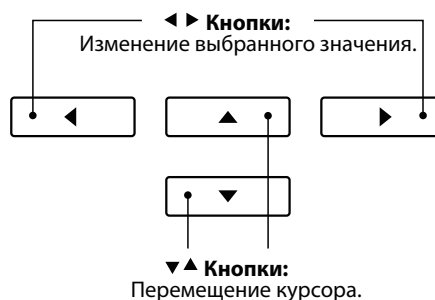 ◀ ▶ Кнопки:
Изменение выбранного значения.
▼▲ Кнопки:
Перемещение курсора.